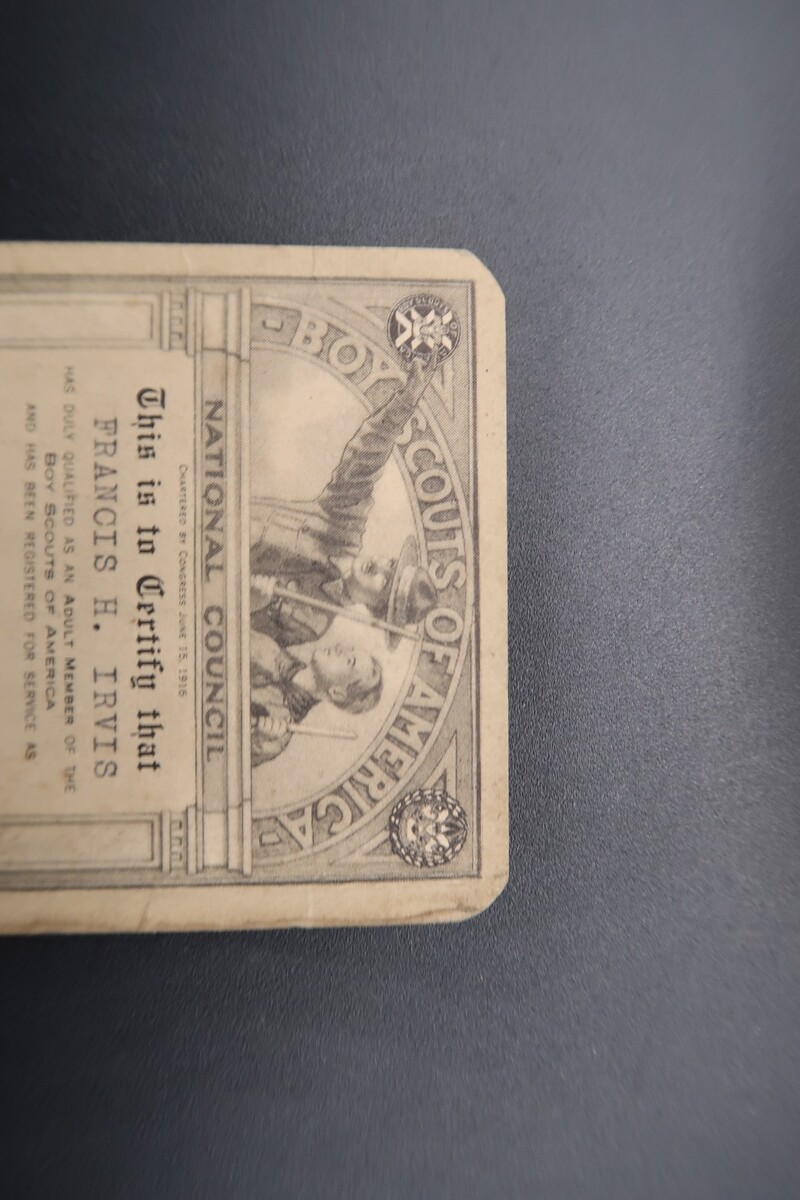 BOY SCOUTS OF AMERICA
NATIONAL COUNCIL
CHARTERED BY CONGRESS JUNE 15, 1916
This is to Certify that
FRANCIS H. IRVIS
HAS DULY QUALIFIED AS AN ADULT MEMBER OF THE
BOY SCOUTS OF AMERICA
AND HAS BEEN REGISTERED FOR SERVICE AS